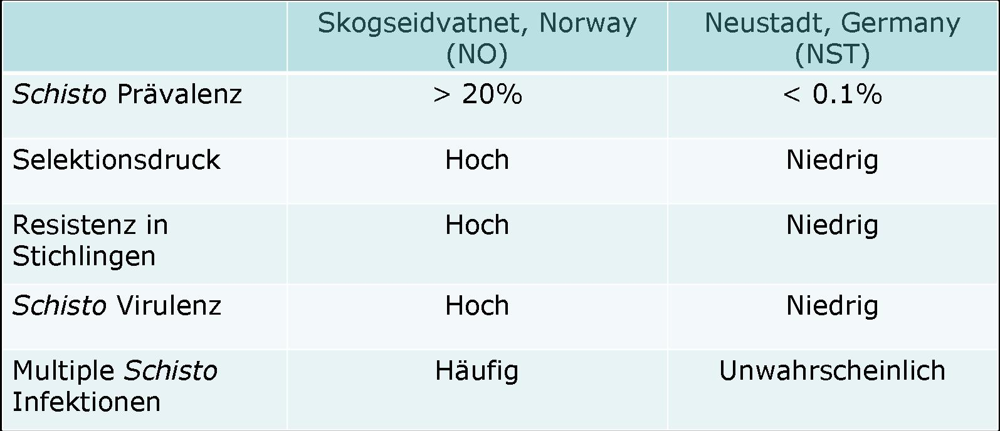 Skogseidvatnet, Norway
(NO)
Neustadt, Germany
(NST)
Schisto Prävalenz
> 20%
< 0.1%
Selektionsdruck
Hoch
Niedrig
Resistenz in
Stichlingen
Hoch
Niedrig
Schisto Virulenz
Hoch
Niedrig
Multiple Schisto
Infektionen
Häufig
Unwahrscheinlich